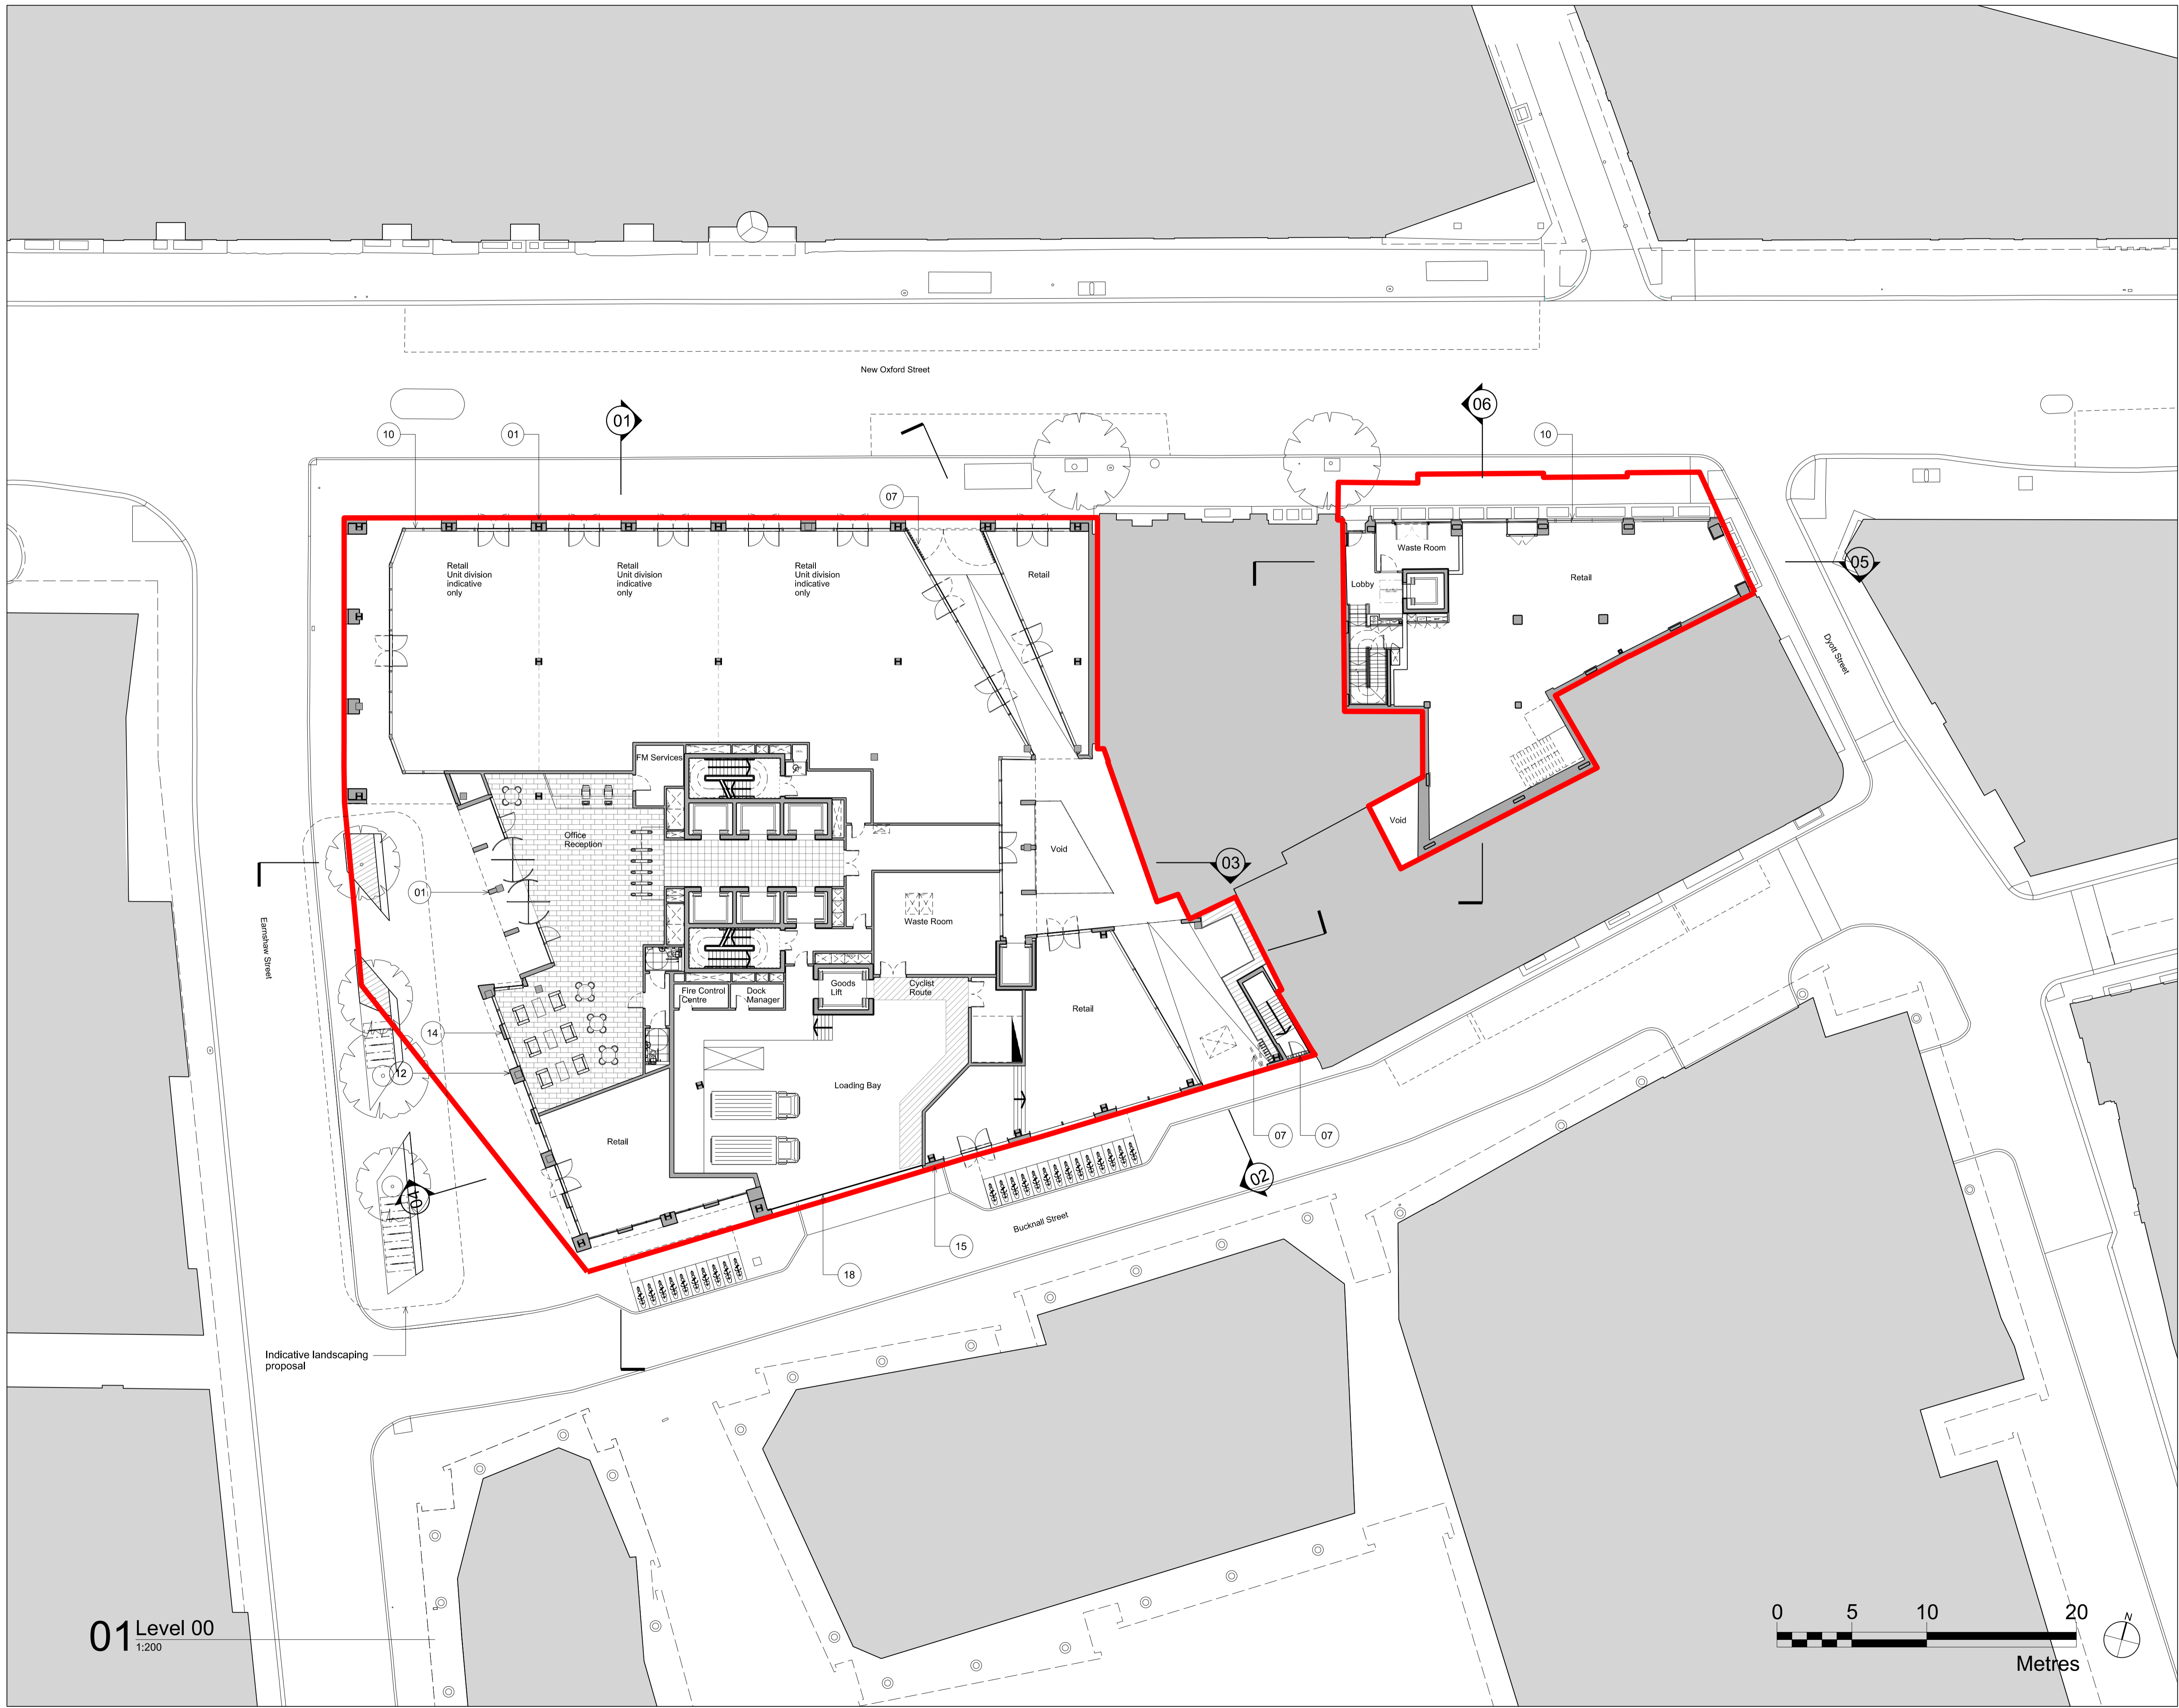 New Oxford Street
01
06
10
01
10
07
05
Retail
Unit division
indicative
only
Retail
Unit division
indicative
only
Retail
Unit division
indicative
only
Retail
Waste Room
Lobby
Retail
Dyott Street
FM Services
Office
Reception
Void
Void
03
01
Waste Room
Earnshaw Street
Fire Control
Centre
Dock
Manager
Goods
Lift
Cyclist
Route
Retail
14
12
Loading Bay
Retail
07
07
04
02
Bucknall Street
15
18
Indicative landscaping
proposal
01 Level 00
1:200
0 5 10 20
Metres
N